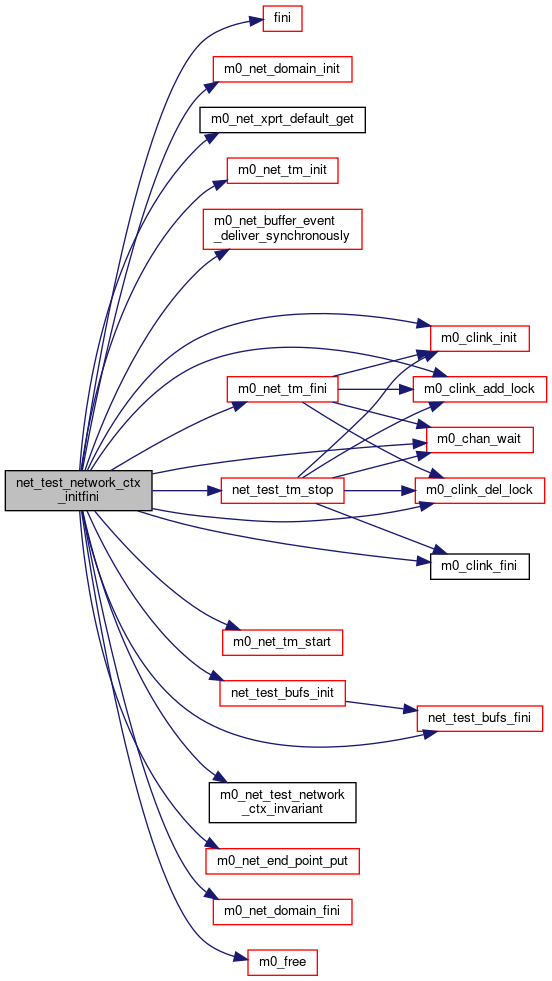 fini
m0_net_domain_init
m0_net_xprt_default_get
m0_net_tm_init
m0_net_buffer_event
_deliver_synchronously
m0_clink_init
m0_net_tm_fini
m0_clink_add_lock
m0_chan_wait
net_test_network_ctx
_initfini
net_test_tm_stop
m0_clink_del_lock
m0_clink_fini
m0_net_tm_start
net_test_bufs_init
net_test_bufs_fini
m0_net_test_network
_ctx_invariant
m0_net_end_point_put
m0_net_domain_fini
m0_free